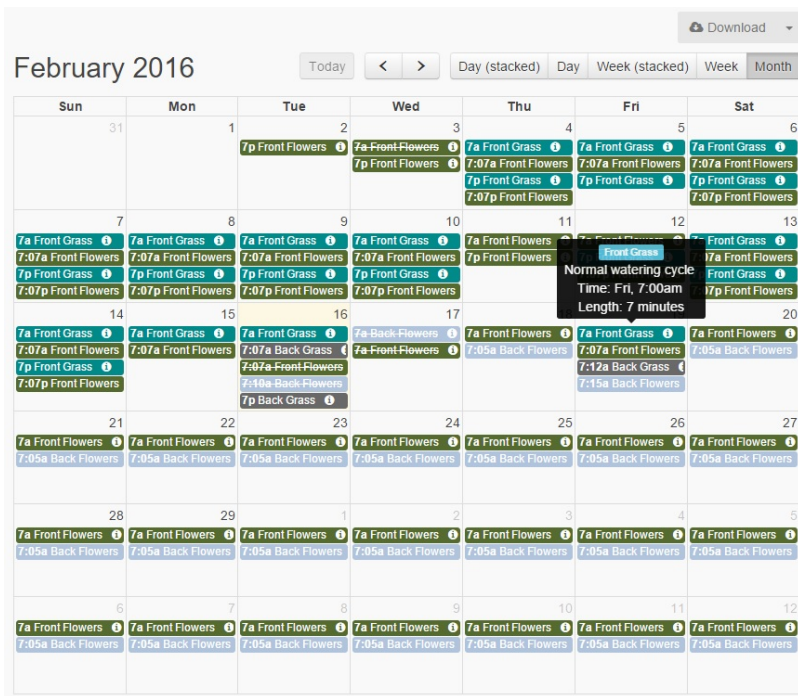 Download
February 2016
Today < > Day (stacked) Day Week (stacked) Week Month
Sun Mon Tue Wed Thu Fri Sat
31 1 2 3 4 5 6
7p Front Flowers 7a Front Flowers 7a Front Grass 7a Front Grass 7a Front Grass
7p Front Flowers 7:07a Front Flowers 7:07a Front Flowers 7:07a Front Flowers
7p Front Grass 7p Front Grass 7p Front Grass
7:07p Front Flowers 7:07p Front Flowers
7 8 9 10 11 12 13
7a Front Grass 7a Front Grass 7a Front Grass 7a Front Grass 7a Front Flowers Front Grass
7:07a Front Flowers 7:07a Front Flowers 7:07a Front Flowers 7:07a Front Flowers 7p Front Flowers Front Flowers
7p Front Grass 7p Front Grass 7p Front Grass 7p Front Grass Front Grass
7:07p Front Flowers 7:07p Front Flowers 7:07p Front Flowers 7:07p Front Flowers Front Flowers
Front Grass
Normal watering cycle
Time: Fri, 7:00am
Length: 7 minutes
14 15 16 17 20
7a Front Grass 7a Front Grass 7a Front Grass 7a Back Flowers 7a Front Flowers 7a Front Grass 7a Front Flowers
7:07a Front Flowers 7:07a Front Flowers 7:07a Back Grass 7a Front Flowers 7:05a Back Flowers 7:07a Front Flowers 7:05a Back Flowers
7p Front Grass 7:07a Front Flowers 7:12a Back Grass
7:07p Front Flowers 7:10a Back Flowers 7:15a Back Flowers
7p Back Grass
21 22 23 24 25 26 27
7a Front Flowers 7a Front Flowers 7a Front Flowers 7a Front Flowers 7a Front Flowers 7a Front Flowers 7a Front Flowers
7:05a Back Flowers 7:05a Back Flowers 7:05a Back Flowers 7:05a Back Flowers 7:05a Back Flowers 7:05a Back Flowers 7:05a Back Flowers
28 29 1 2 3 4 5
7a Front Flowers 7a Front Flowers 7a Front Flowers 7a Front Flowers 7a Front Flowers 7a Front Flowers 7a Front Flowers
7:05a Back Flowers 7:05a Back Flowers 7:05a Back Flowers 7:05a Back Flowers 7:05a Back Flowers 7:05a Back Flowers 7:05a Back Flowers
6 7 8 9 10 11 12
7a Front Flowers 7a Front Flowers 7a Front Flowers 7a Front Flowers 7a Front Flowers 7a Front Flowers 7a Front Flowers
7:05a Back Flowers 7:05a Back Flowers 7:05a Back Flowers 7:05a Back Flowers 7:05a Back Flowers 7:05a Back Flowers 7:05a Back Flowers